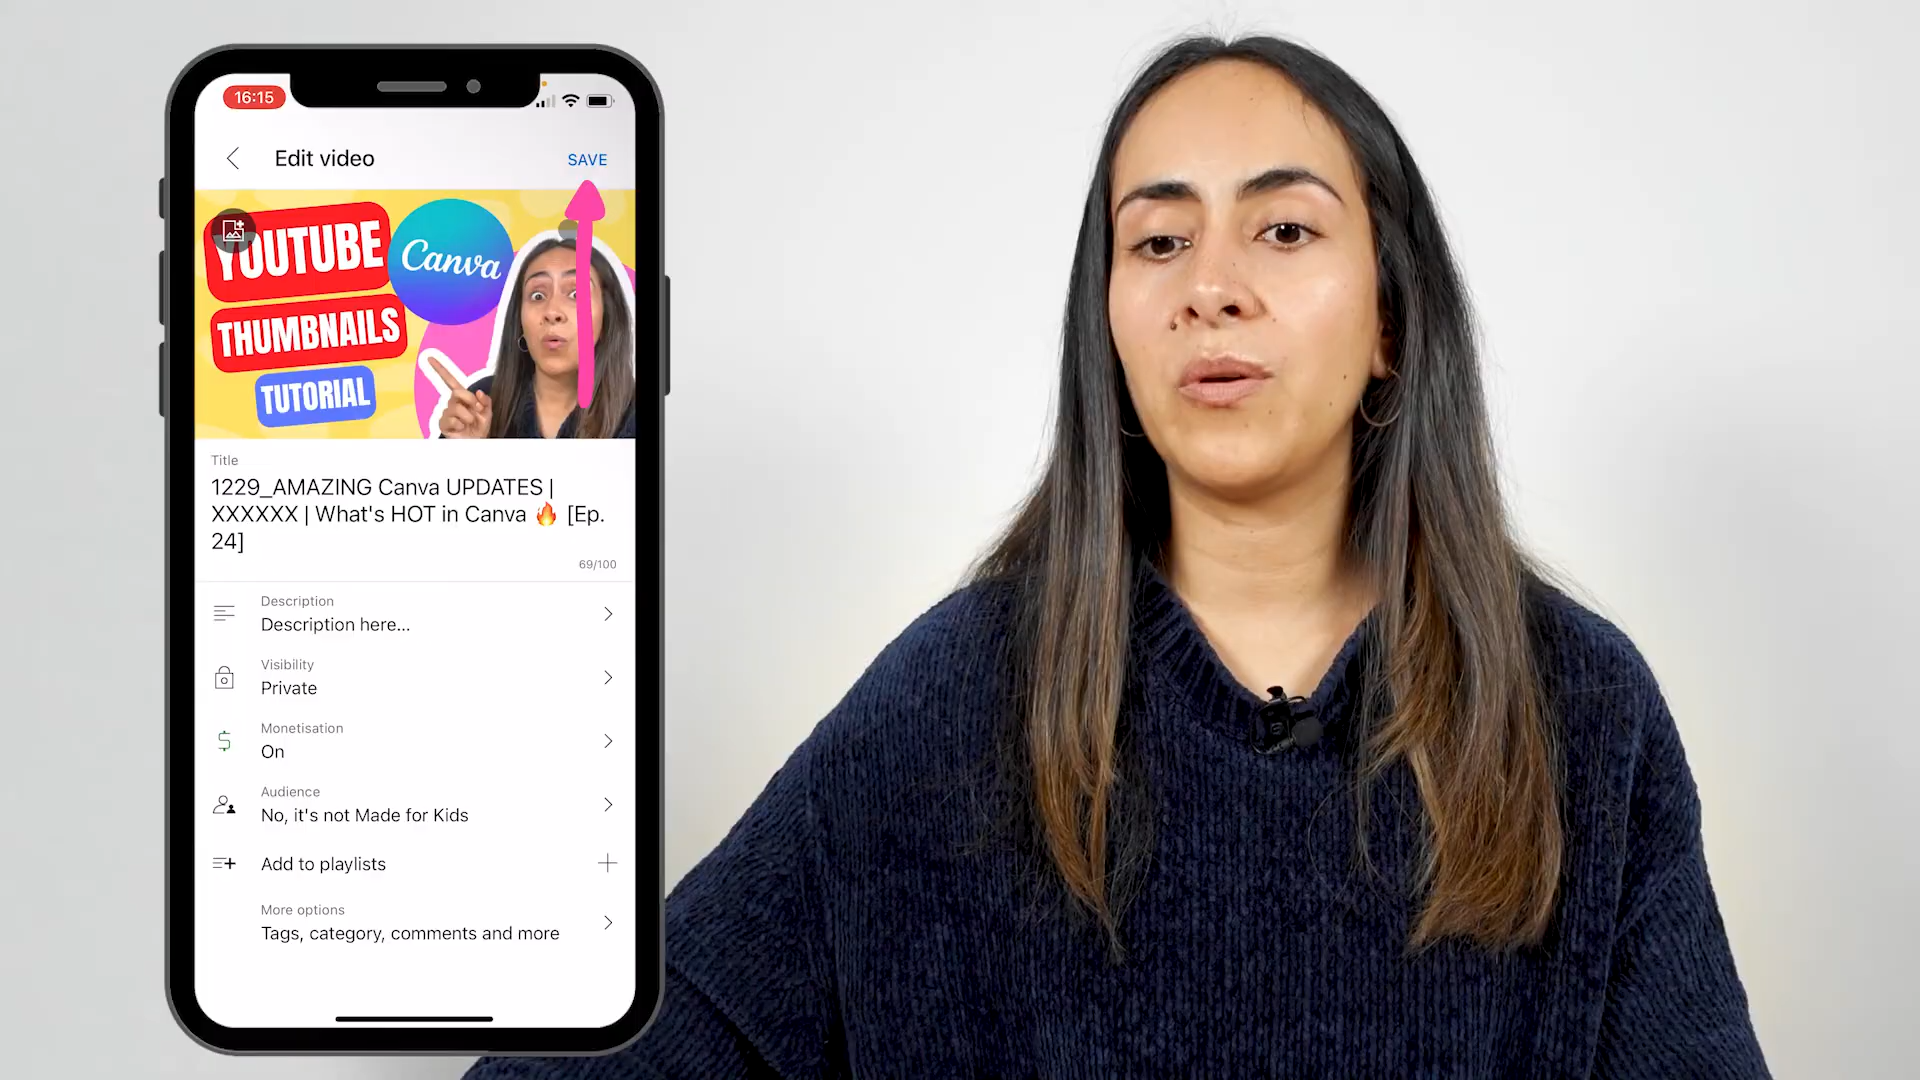 16:15
Edit video
SAVE
YOUTUBE
Canva
THUMBNAILS
TUTORIAL
Title
1229_AMAZING Canva UPDATES |
XXXXXX | What's HOT in Canva 🔥 [Ep.
24]
69/100
Description
Description here...
Visibility
Private
Monetisation
On
Audience
No, it's not Made for Kids
Add to playlists
More options
Tags, category, comments and more